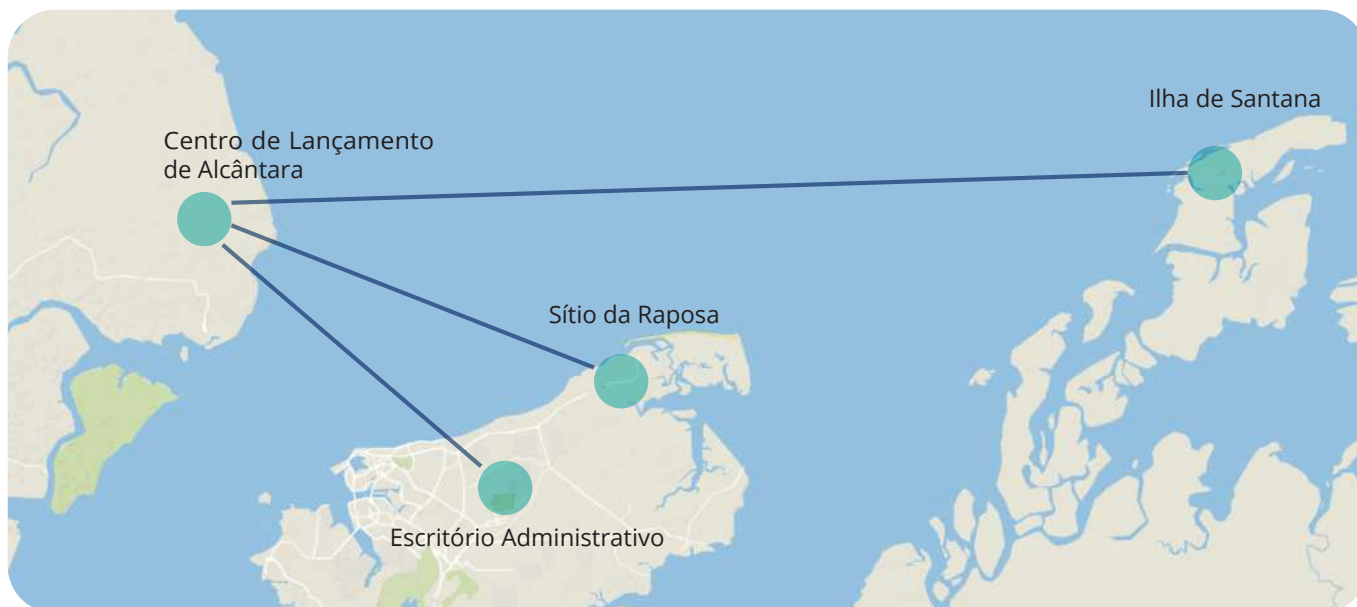 Ilha de Santana
Centro de Lançamento
de Alcântara
Sítio da Raposa
Escritório Administrativo